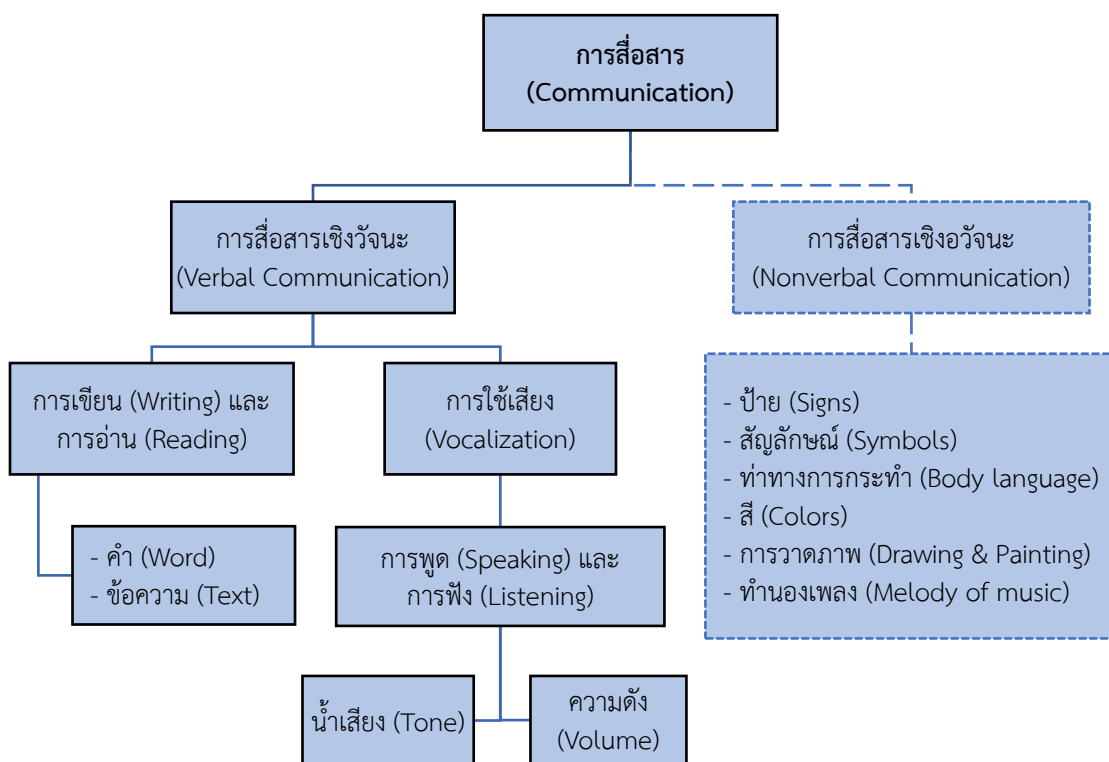 การสื่อสาร
(Communication)
การสื่อสารเชิงวัจนะ
(Verbal Communication)
การสื่อสารเชิงอวัจนะ
(Nonverbal Communication)
การเขียน (Writing) และ
การอ่าน (Reading)
การใช้เสียง
(Vocalization)
- ป้าย (Signs)
- สัญลักษณ์ (Symbols)
- ท่าทางการกระทำ (Body language)
- สี (Colors)
- การวาดภาพ (Drawing & Painting)
- ทำนองเพลง (Melody of music)
- คำ (Word)
- ข้อความ (Text)
การพูด (Speaking) และ
การฟัง (Listening)
น้ำเสียง (Tone)
ความดัง
(Volume)